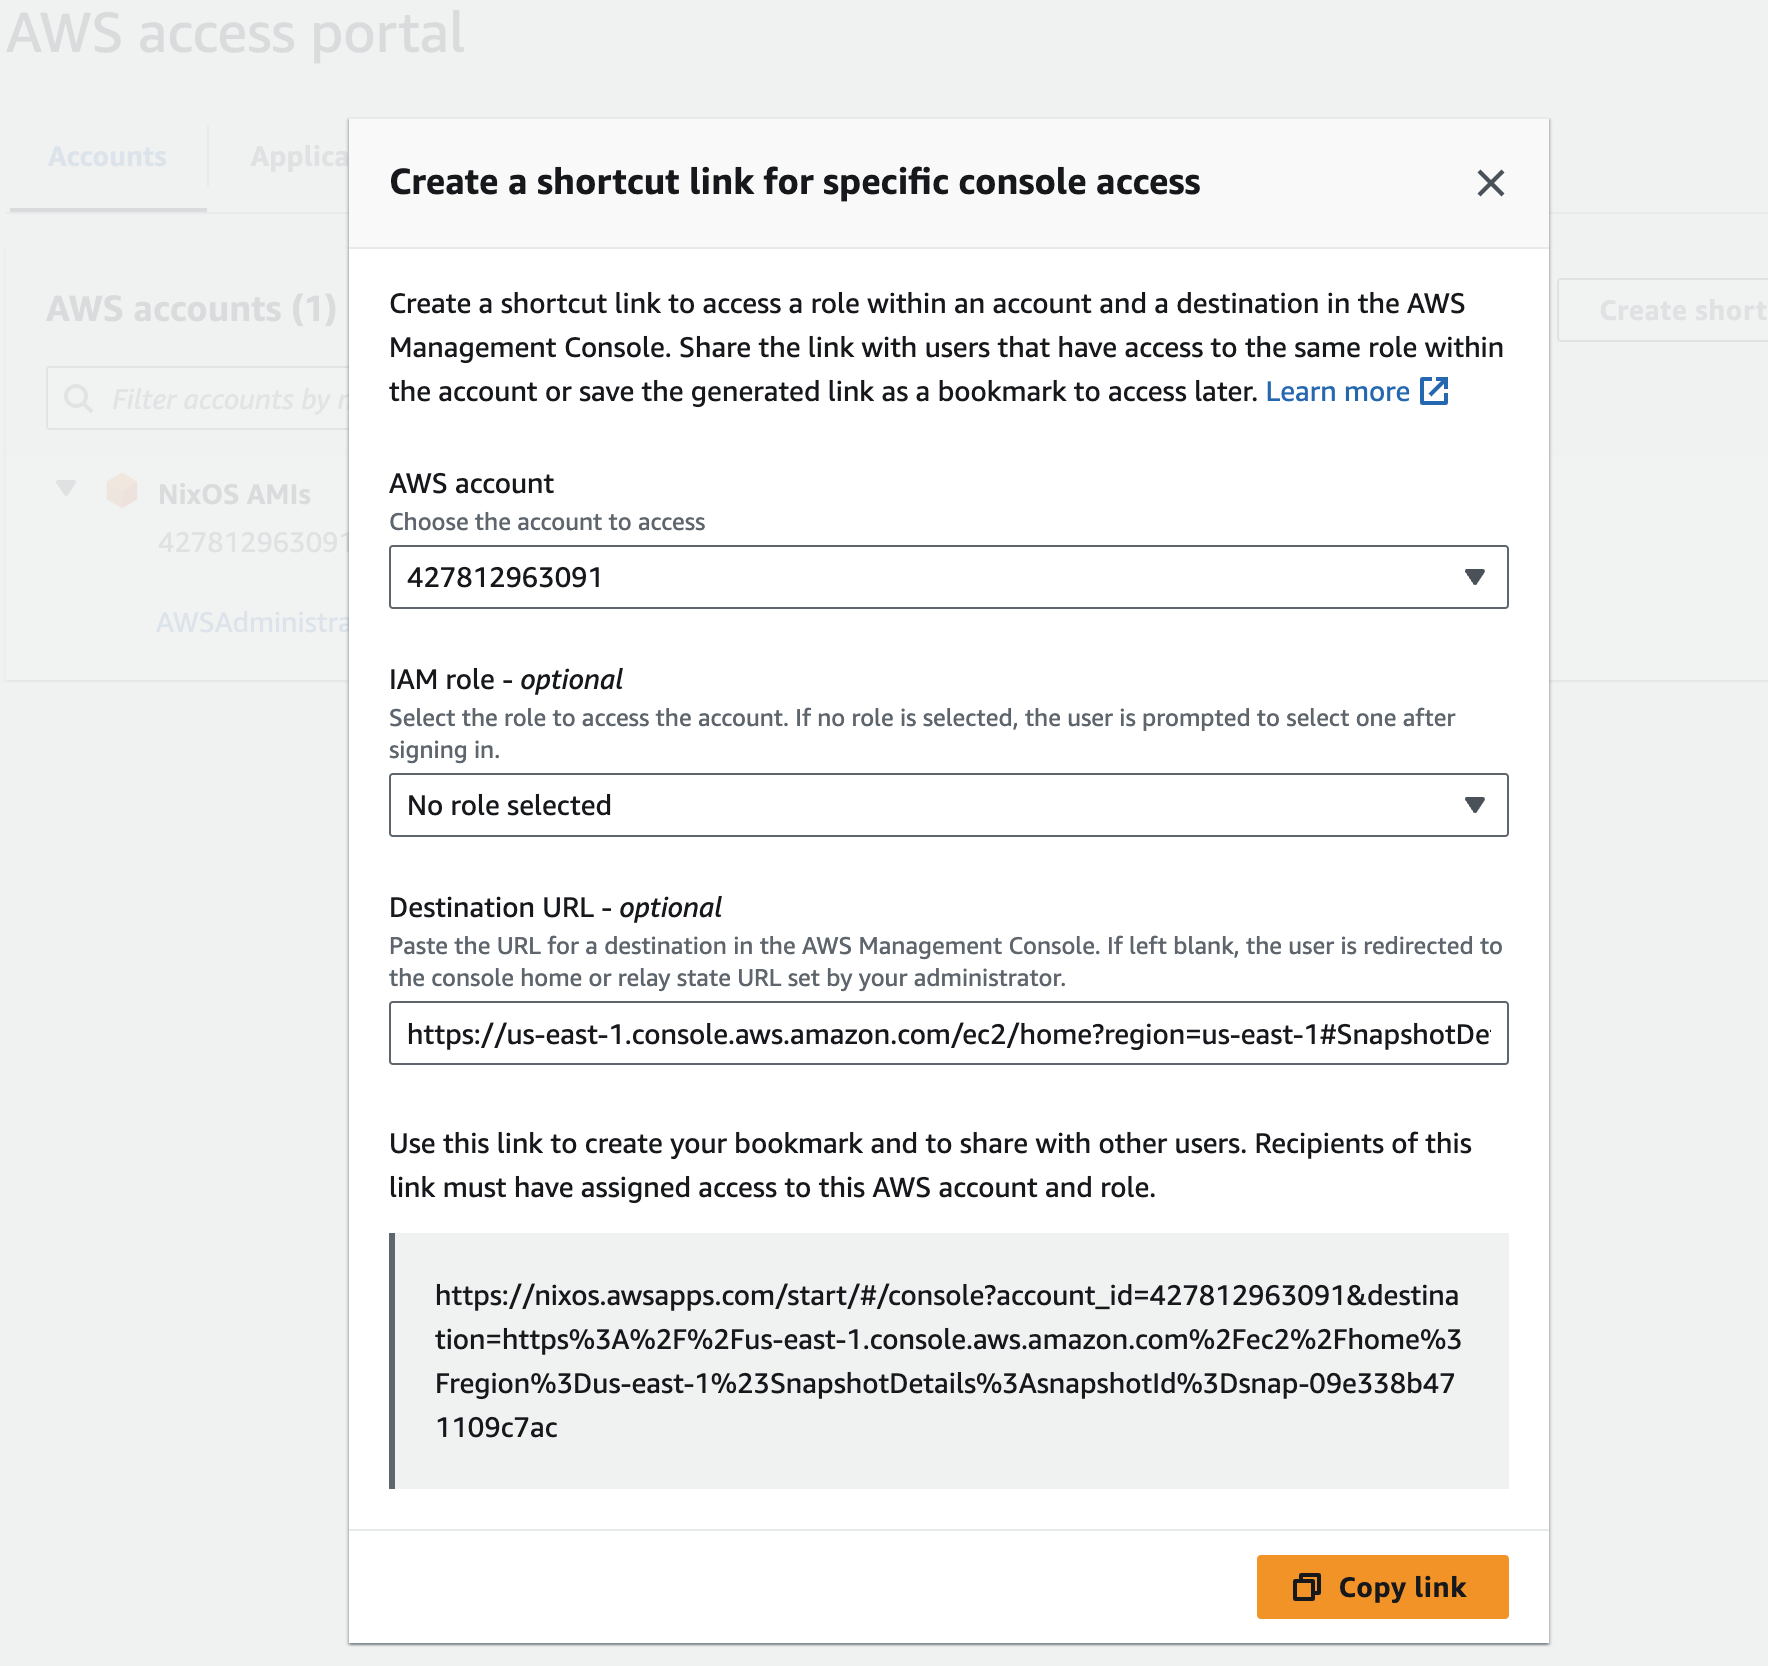 AWS access portal
Accounts
Applica
AWS accounts (1)
Create short
Filter accounts by
NixOS AMIs
427812963091
AWSAdministra
Create a shortcut link for specific console access
Create a shortcut link to access a role within an account and a destination in the AWS
Management Console. Share the link with users that have access to the same role within
the account or save the generated link as a bookmark to access later. Learn more
AWS account
Choose the account to access
427812963091
IAM role - optional
Select the role to access the account. If no role is selected, the user is prompted to select one after
signing in.
No role selected
Destination URL - optional
Paste the URL for a destination in the AWS Management Console. If left blank, the user is redirected to
the console home or relay state URL set by your administrator.
https://us-east-1.console.aws.amazon.com/ec2/home?region=us-east-1#SnapshotDe
Use this link to create your bookmark and to share with other users. Recipients of this
link must have assigned access to this AWS account and role.
https://nixos.awsapps.com/start/#/console?account_id=427812963091&destina
tion=https%3A%2F%2Fus-east-1.console.aws.amazon.com%2Fec2%2Fhome%3
Fregion%3Dus-east-1%23SnapshotDetails%3AsnapshotId%3Dsnap-09e338b47
1109c7ac
Copy link